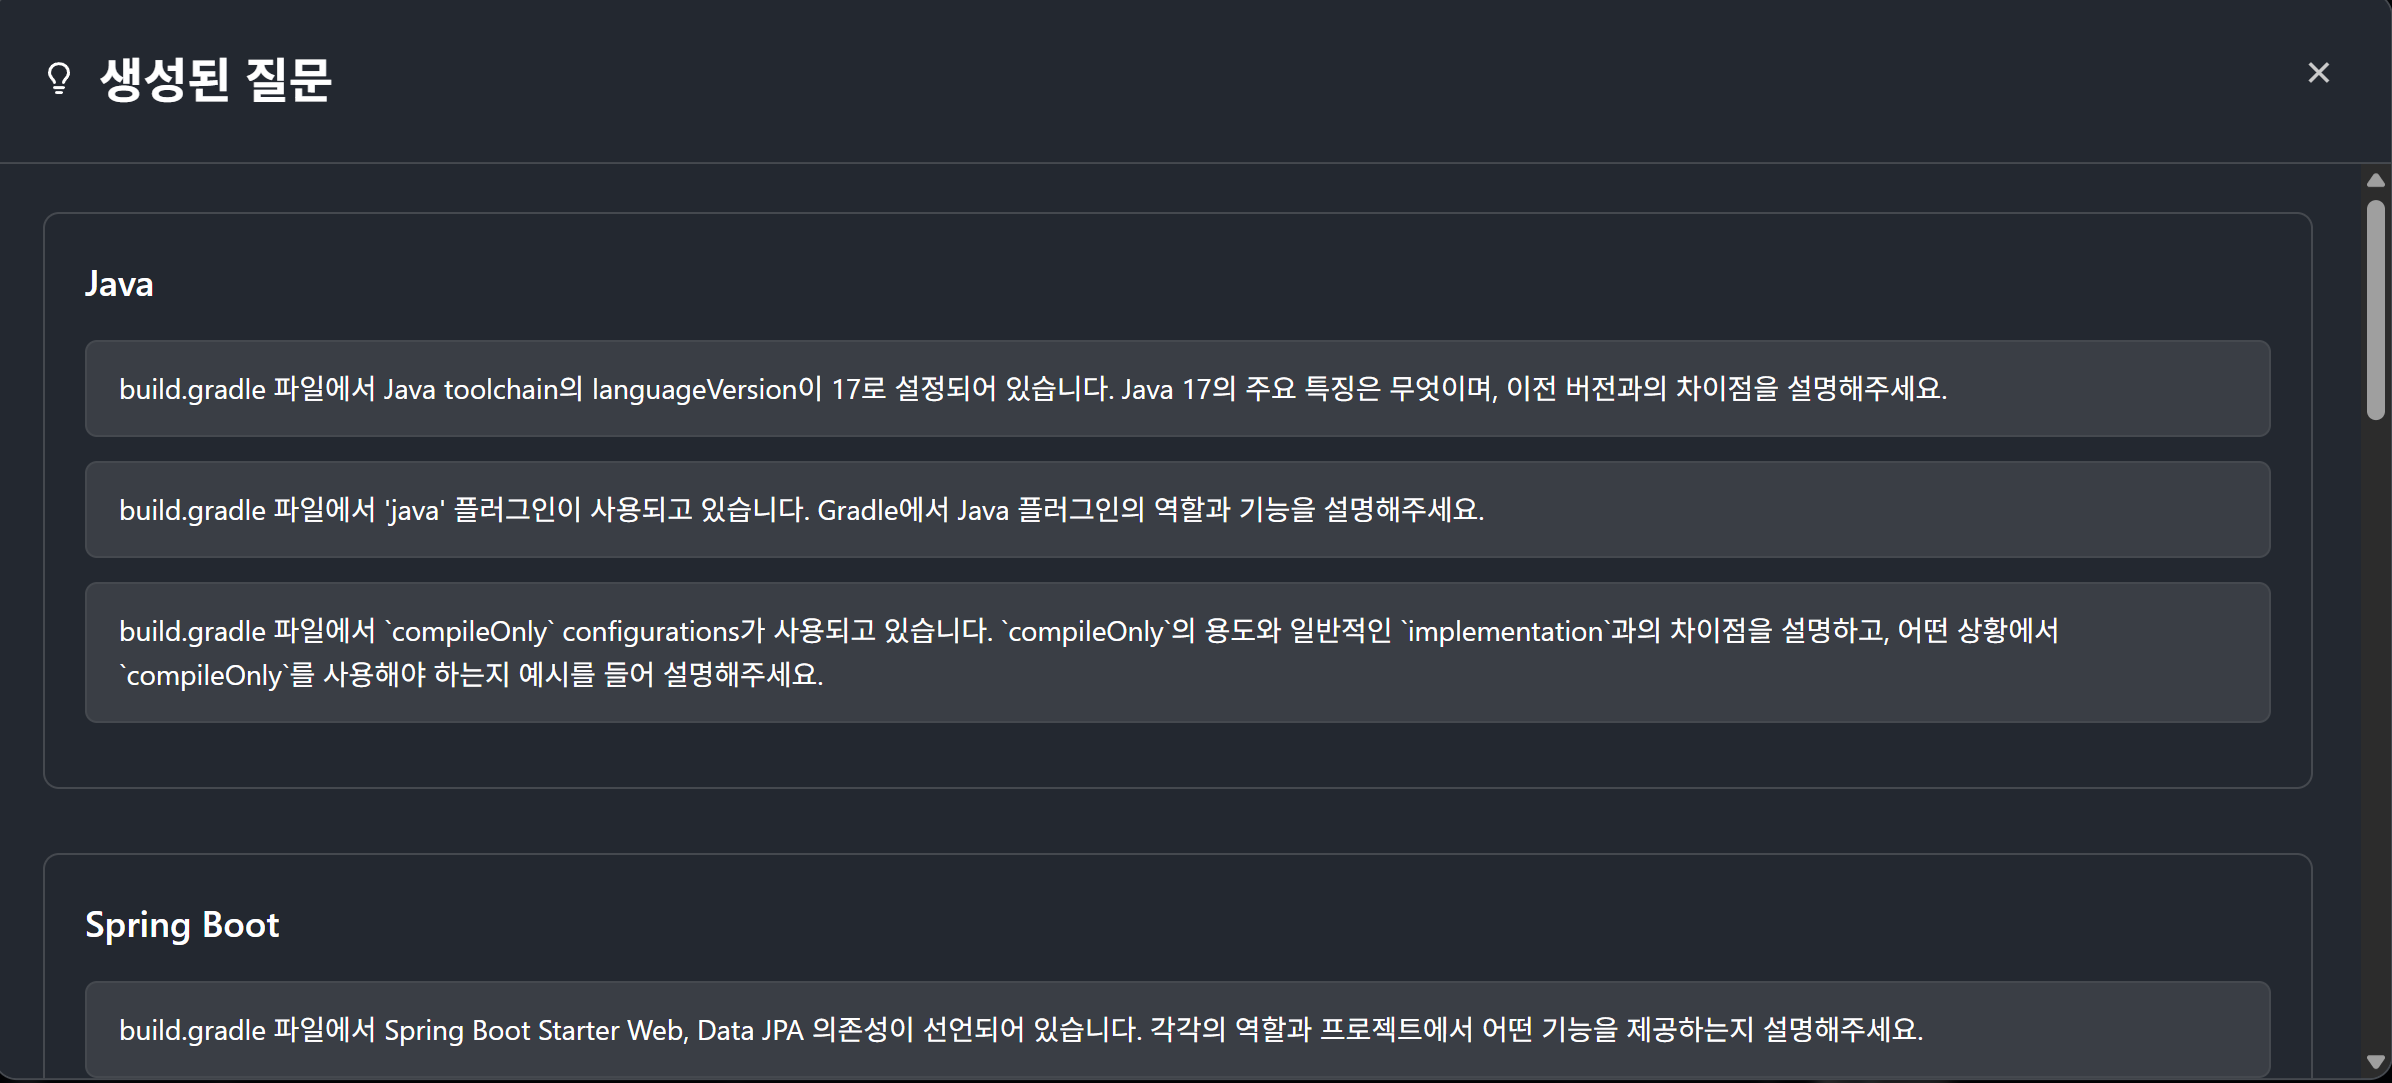 생성된 질문
Java
build.gradle 파일에서 Java toolchain의 languageVersion이 17로 설정되어 있습니다. Java 17의 주요 특징은 무엇이며, 이전 버전과의 차이점을 설명해주세요.
build.gradle 파일에서 'java' 플러그인이 사용되고 있습니다. Gradle에서 Java 플러그인의 역할과 기능을 설명해주세요.
build.gradle 파일에서 `compileOnly` configurations가 사용되고 있습니다. `compileOnly`의 용도와 일반적인 `implementation`과의 차이점을 설명하고, 어떤 상황에서
`compileOnly`를 사용해야 하는지 예시를 들어 설명해주세요.
Spring Boot
build.gradle 파일에서 Spring Boot Starter Web, Data JPA 의존성이 선언되어 있습니다. 각각의 역할과 프로젝트에서 어떤 기능을 제공하는지 설명해주세요.